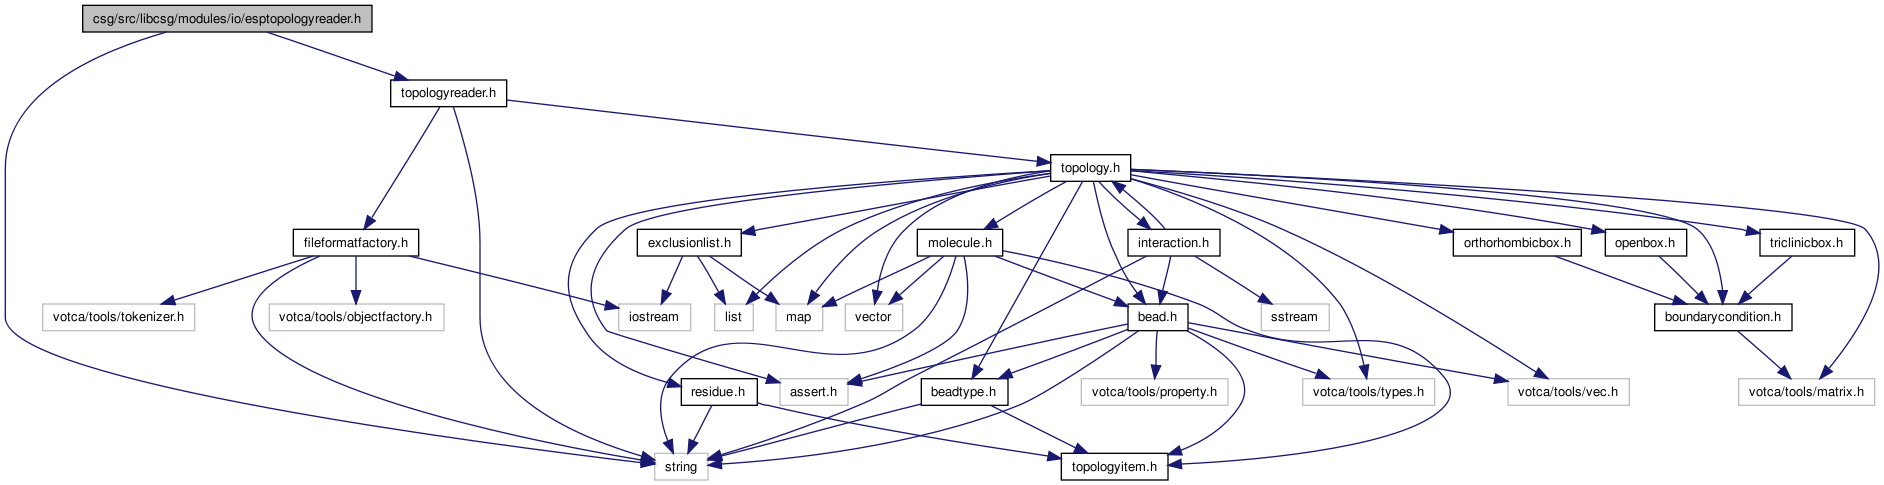 csg/src/libcsg/modules/io/esptopologyreader.h
topologyreader.h
topology.h
fileformatfactory.h
exclusionlist.h
molecule.h
interaction.h
orthorhombicbox.h
openbox.h
triclinicbox.h
votca/tools/tokenizer.h
votca/tools/objectfactory.h
iostream
list
map
vector
bead.h
sstream
boundarycondition.h
residue.h
assert.h
beadtype.h
votca/tools/property.h
votca/tools/types.h
votca/tools/vec.h
votca/tools/matrix.h
string
topologyitem.h